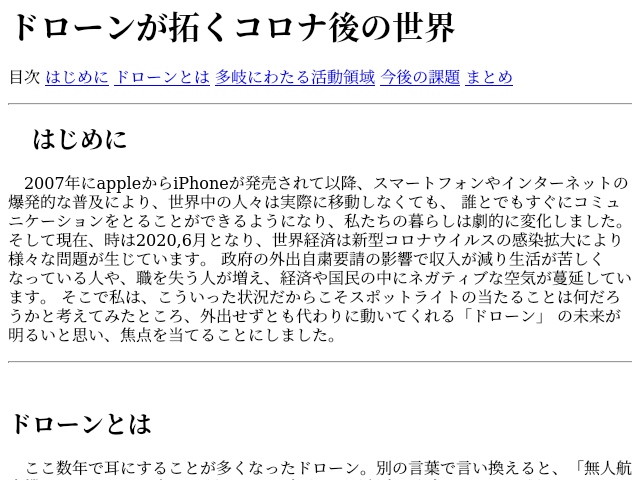 ドローンが拓くコロナ後の世界
目次 はじめに ドローンとは 多岐にわたる活動領域 今後の課題 まとめ
はじめに
2007年にappleからiPhoneが発売されて以降、スマートフォンやインターネットの
爆発的な普及により、世界中の人々は実際に移動しなくても、 誰とでもすぐにコミュ
ニケーションをとることができるようになり、私たちの暮らしは劇的に変化しました。
そして現在、時は2020,6月となり、世界経済は新型コロナウイルスの感染拡大により
様々な問題が生じています。 政府の外出自粛要請の影響で収入が減り生活が苦しく
なっている人や、職を失う人が増え、経済や国民の中にネガティブな空気が蔓延してい
ます。 そこで私は、こういった状況だからこそスポットライトの当たることは何だろ
うかと考えてみたところ、外出せずとも代わりに動いてくれる「ドローン」 の未来が
明るいと思い、焦点を当てることにしました。
ドローンとは
ここ数年で耳にすることが多くなったドローン。別の言葉で言い換えると、「無人航